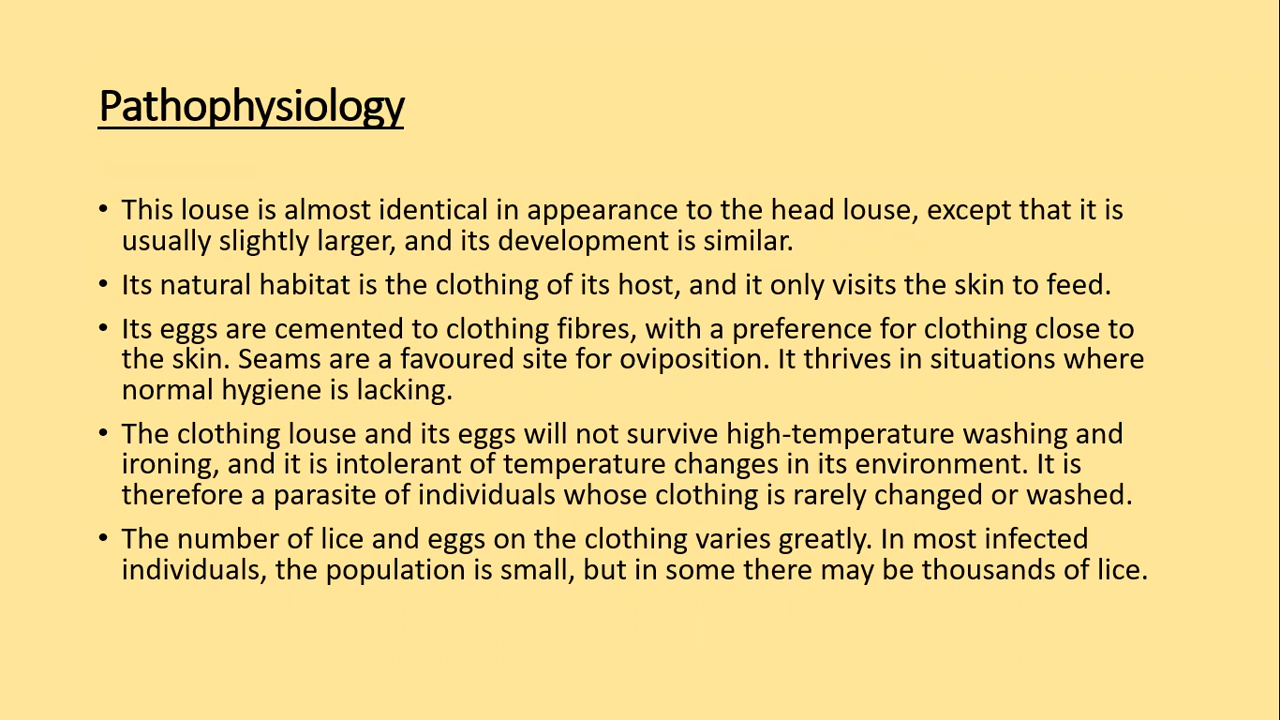 Pathophysiology
• This louse is almost identical in appearance to the head louse, except that it is
usually slightly larger, and its development is similar.
• Its natural habitat is the clothing of its host, and it only visits the skin to feed.
• Its eggs are cemented to clothing fibres, with a preference for clothing close to
the skin. Seams are a favoured site for oviposition. It thrives in situations where
normal hygiene is lacking.
• The clothing louse and its eggs will not survive high-temperature washing and
ironing, and it is intolerant of temperature changes in its environment. It is
therefore a parasite of individuals whose clothing is rarely changed or washed.
• The number of lice and eggs on the clothing varies greatly. In most infected
individuals, the population is small, but in some there may be thousands of lice.